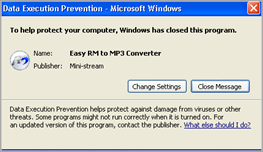 Data Execution Prevention - Microsoft Windows
To help protect your computer, Windows has closed this program.
Name: Easy RM to MP3 Converter
Publisher: Mini-stream
Change Settings Close Message
Data Execution Prevention helps protect against damage from viruses or other
threats. Some programs might not run correctly when it is turned on. For
an updated version of this program, contact the publisher. What else should I do?